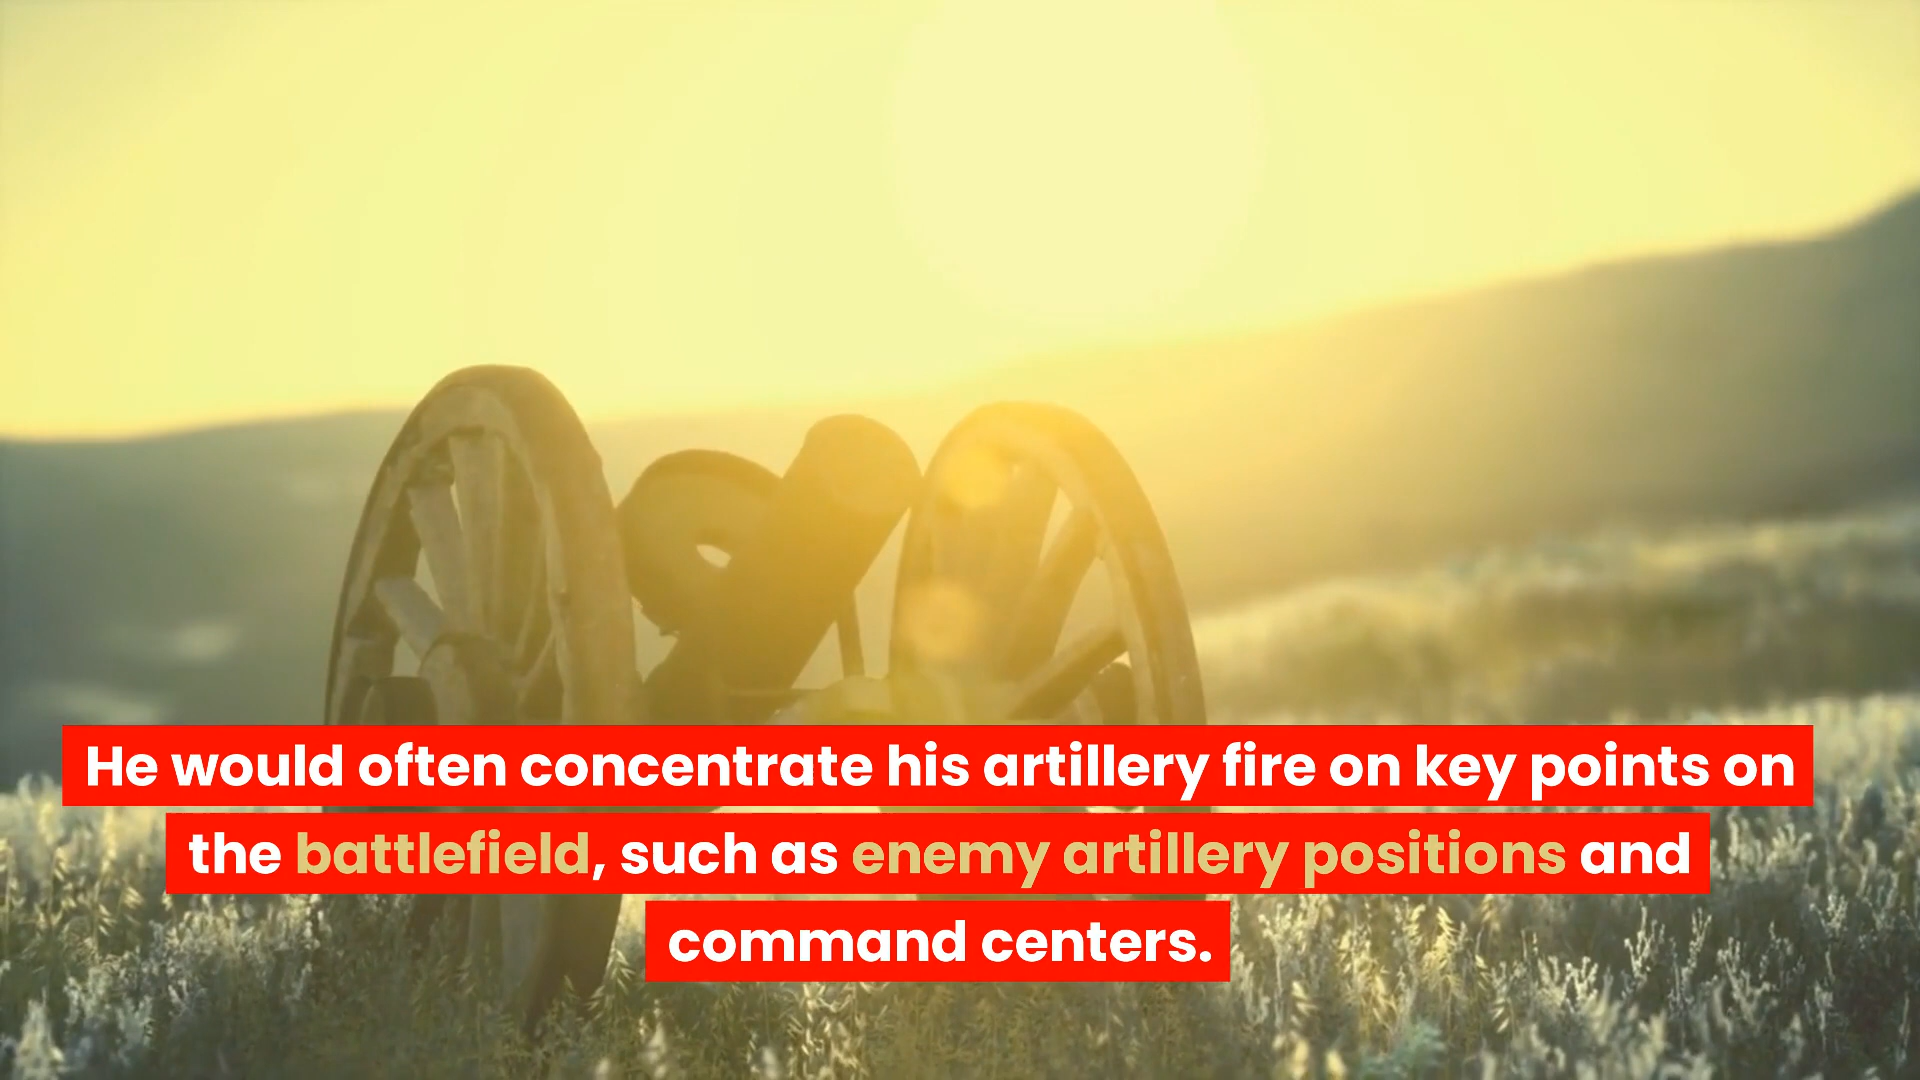 He would often concentrate his artillery fire on key points on
the battlefield, such as enemy artillery positions and
command centers.